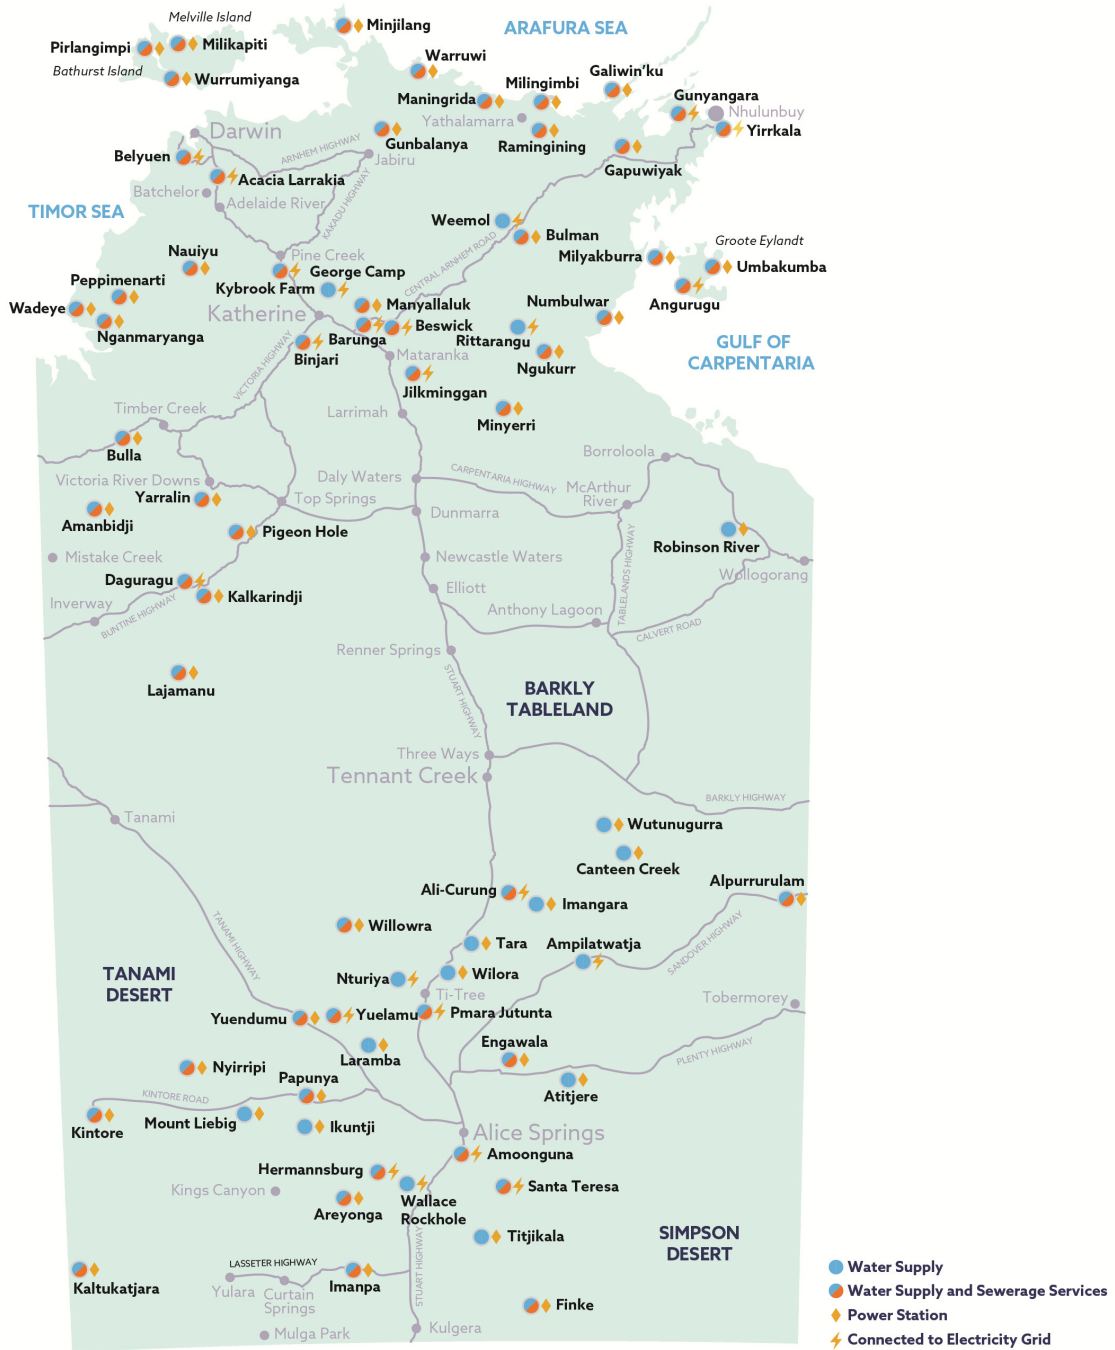 Melville Island
Minjilang
ARAFURA SEA
Pirlangimpi
Milikapiti
Bathurst Island
Wurrumiyanga
Warruwi
Milingimbi
Galiwin'ku
Maningrida
Gunyangara
Yathalamarra
Nhulunbuy
Yirrkala
Darwin
Gunbalanya
Ramingining
Gapuwiyak
ARNHEM HIGHWAY
Belyuen
Jabiru
Acacia Larrakia
Batchelor
Adelaide River
KAKADU HIGHWAY
TIMOR SEA
Weemol
Bulman
Groote Eylandt
Nauiyu
Pine Creek
CENTRAL ARNHEM ROAD
Milyakburra
Umbakumba
Peppimenarti
Kybrook Farm
George Camp
Angurugu
Wadeye
Manyallaluk
Numbulwar
Katherine
Nganmaryanga
Barunga
Beswick
Rittarangu
GULF OF
CARPENTARIA
Binjari
Mataranka
Ngukurr
VICTORIA HIGHWAY
Jilkminggan
Timber Creek
Larrimah
Minyerri
Bulla
Borroloola
Victoria River Downs
Daly Waters
CARPENTARIA HIGHWAY
McArthur
River
Yarralin
Top Springs
Amanbidji
Dunmarra
Pigeon Hole
Robinson River
Mistake Creek
Newcastle Waters
TABLELANDS HIGHWAY
Wollogorang
Daguragu
Elliott
Inverway
Kalkarindji
BUNTINE HIGHWAY
Anthony Lagoon
CALVERT ROAD
Renner Springs
Lajamanu
STUART HIGHWAY
BARKLY
TABLELAND
Three Ways
Tennant Creek
BARKLY HIGHWAY
Tanami
Wutunugurra
Canteen Creek
Ali-Curung
Imangara
Alpurrurulam
Willowra
TANAMI HIGHWAY
Tara
Ampilatwatja
SANDOVER HIGHWAY
TANAMI
DESERT
Nturiya
Wilora
Ti-Tree
Tobermorey
Yuendumu
Yuelamu
Pmara Jutunta
Laramba
Engawala
PLENTY HIGHWAY
Nyirripi
Papunya
Atitjere
KINTORE ROAD
Kintore
Mount Liebig
Ikuntji
Alice Springs
Amoonguna
Hermannsburg
Kings Canyon
Santa Teresa
Areyonga
Wallace
Rockhole
Titjikala
SIMPSON
DESERT
STUART HIGHWAY
LASSETER HIGHWAY
Kaltukatjara
Yulara
Curtain
Springs
Imanpa
Finke
Mulga Park
Kulgera
Water Supply
Water Supply and Sewerage Services
Power Station
Connected to Electricity Grid